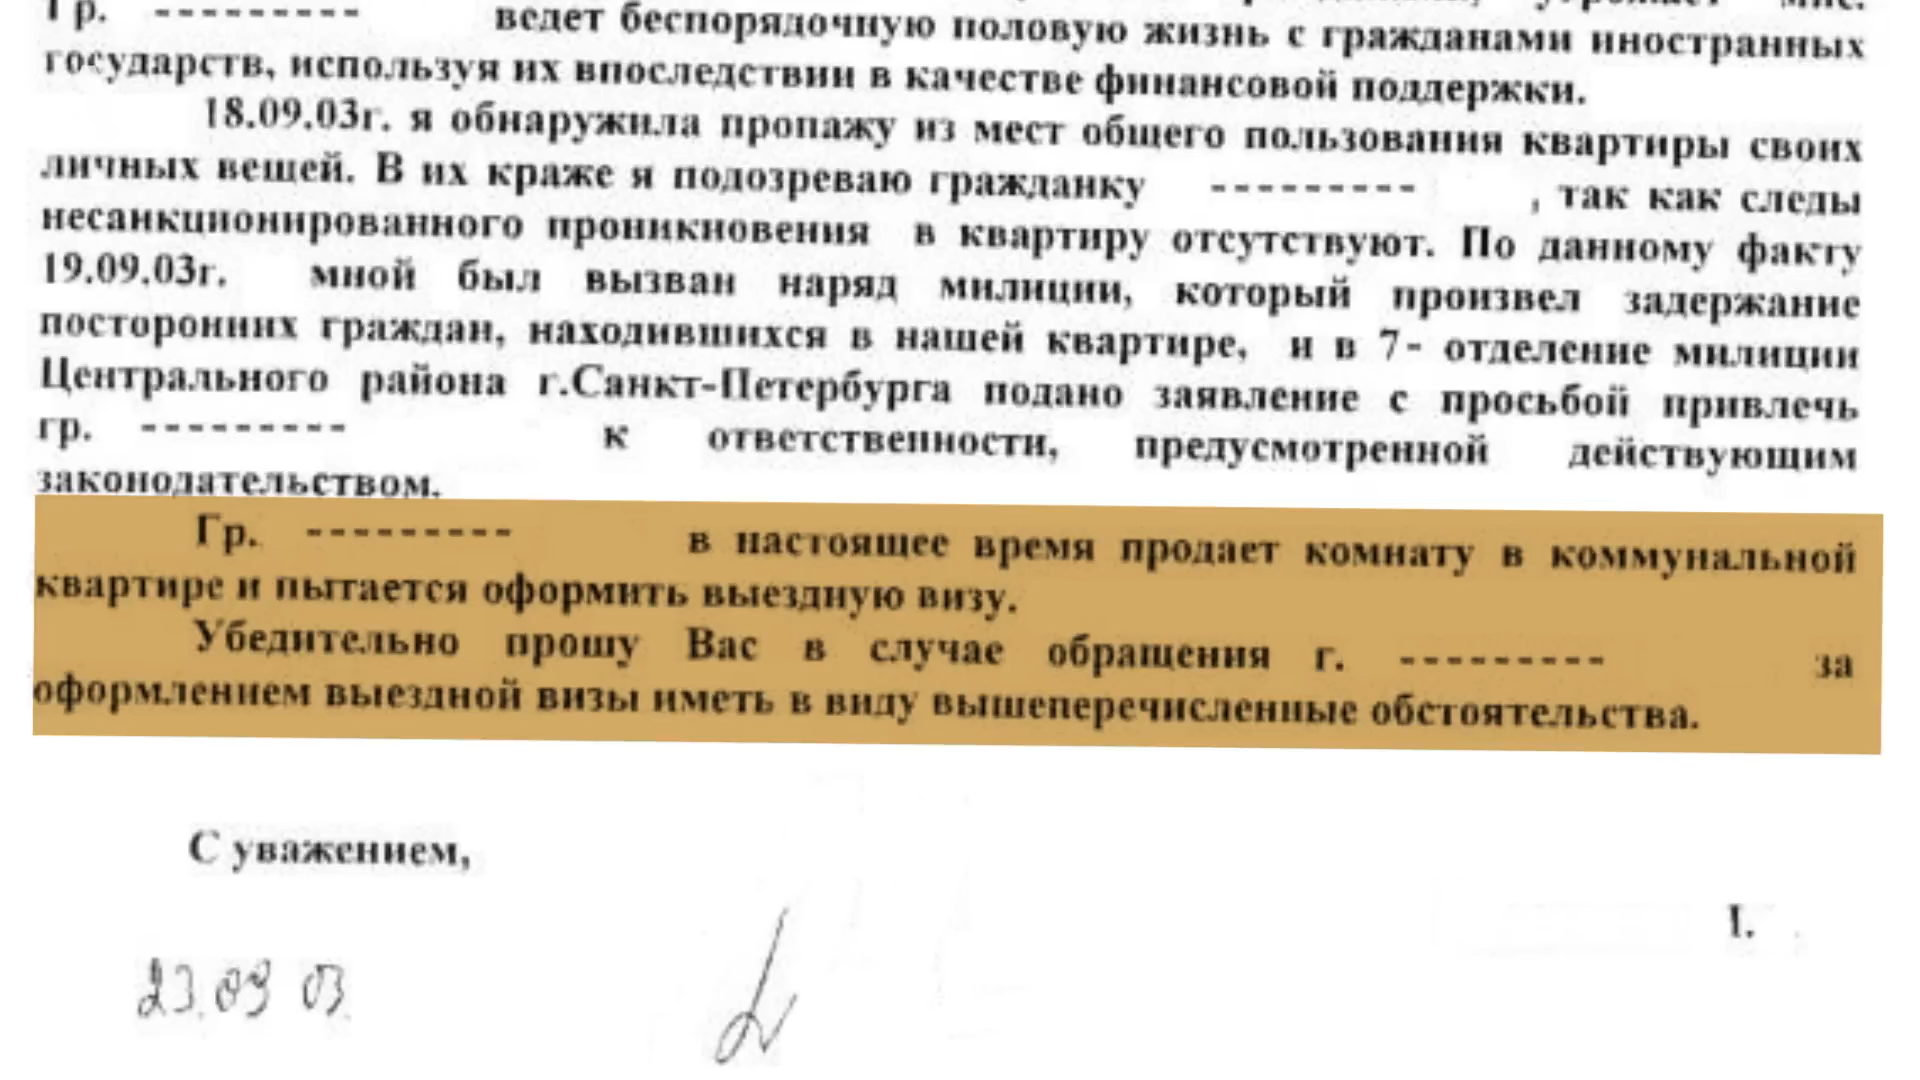 Гр. --------- ведет беспорядочную половую жизнь с гражданами иностранных
государств, используя их впоследствии в качестве финансовой поддержки.
18.09.03г. я обнаружила пропажу из мест общего пользования квартиры своих
личных вещей. В их краже я подозреваю гражданку --------- , так как следы
несанкционированного проникновения в квартиру отсутствуют. По данному факту
19.09.03г. мной был вызван наряд милиции, который произвел задержание
посторонних граждан, находившихся в нашей квартире, и в 7- отделение милиции
Центрального района г.Санкт-Петербурга подано заявление с просьбой привлечь
гр. --------- к ответственности, предусмотренной действующим
законодательством.
Гр. --------- в настоящее время продает комнату в коммунальной
квартире и пытается оформить выездную визу.
Убедительно прошу Вас в случае обращения г. --------- за
оформлением выездной визы иметь в виду вышеперечисленные обстоятельства.
С уважением,
23.09 03